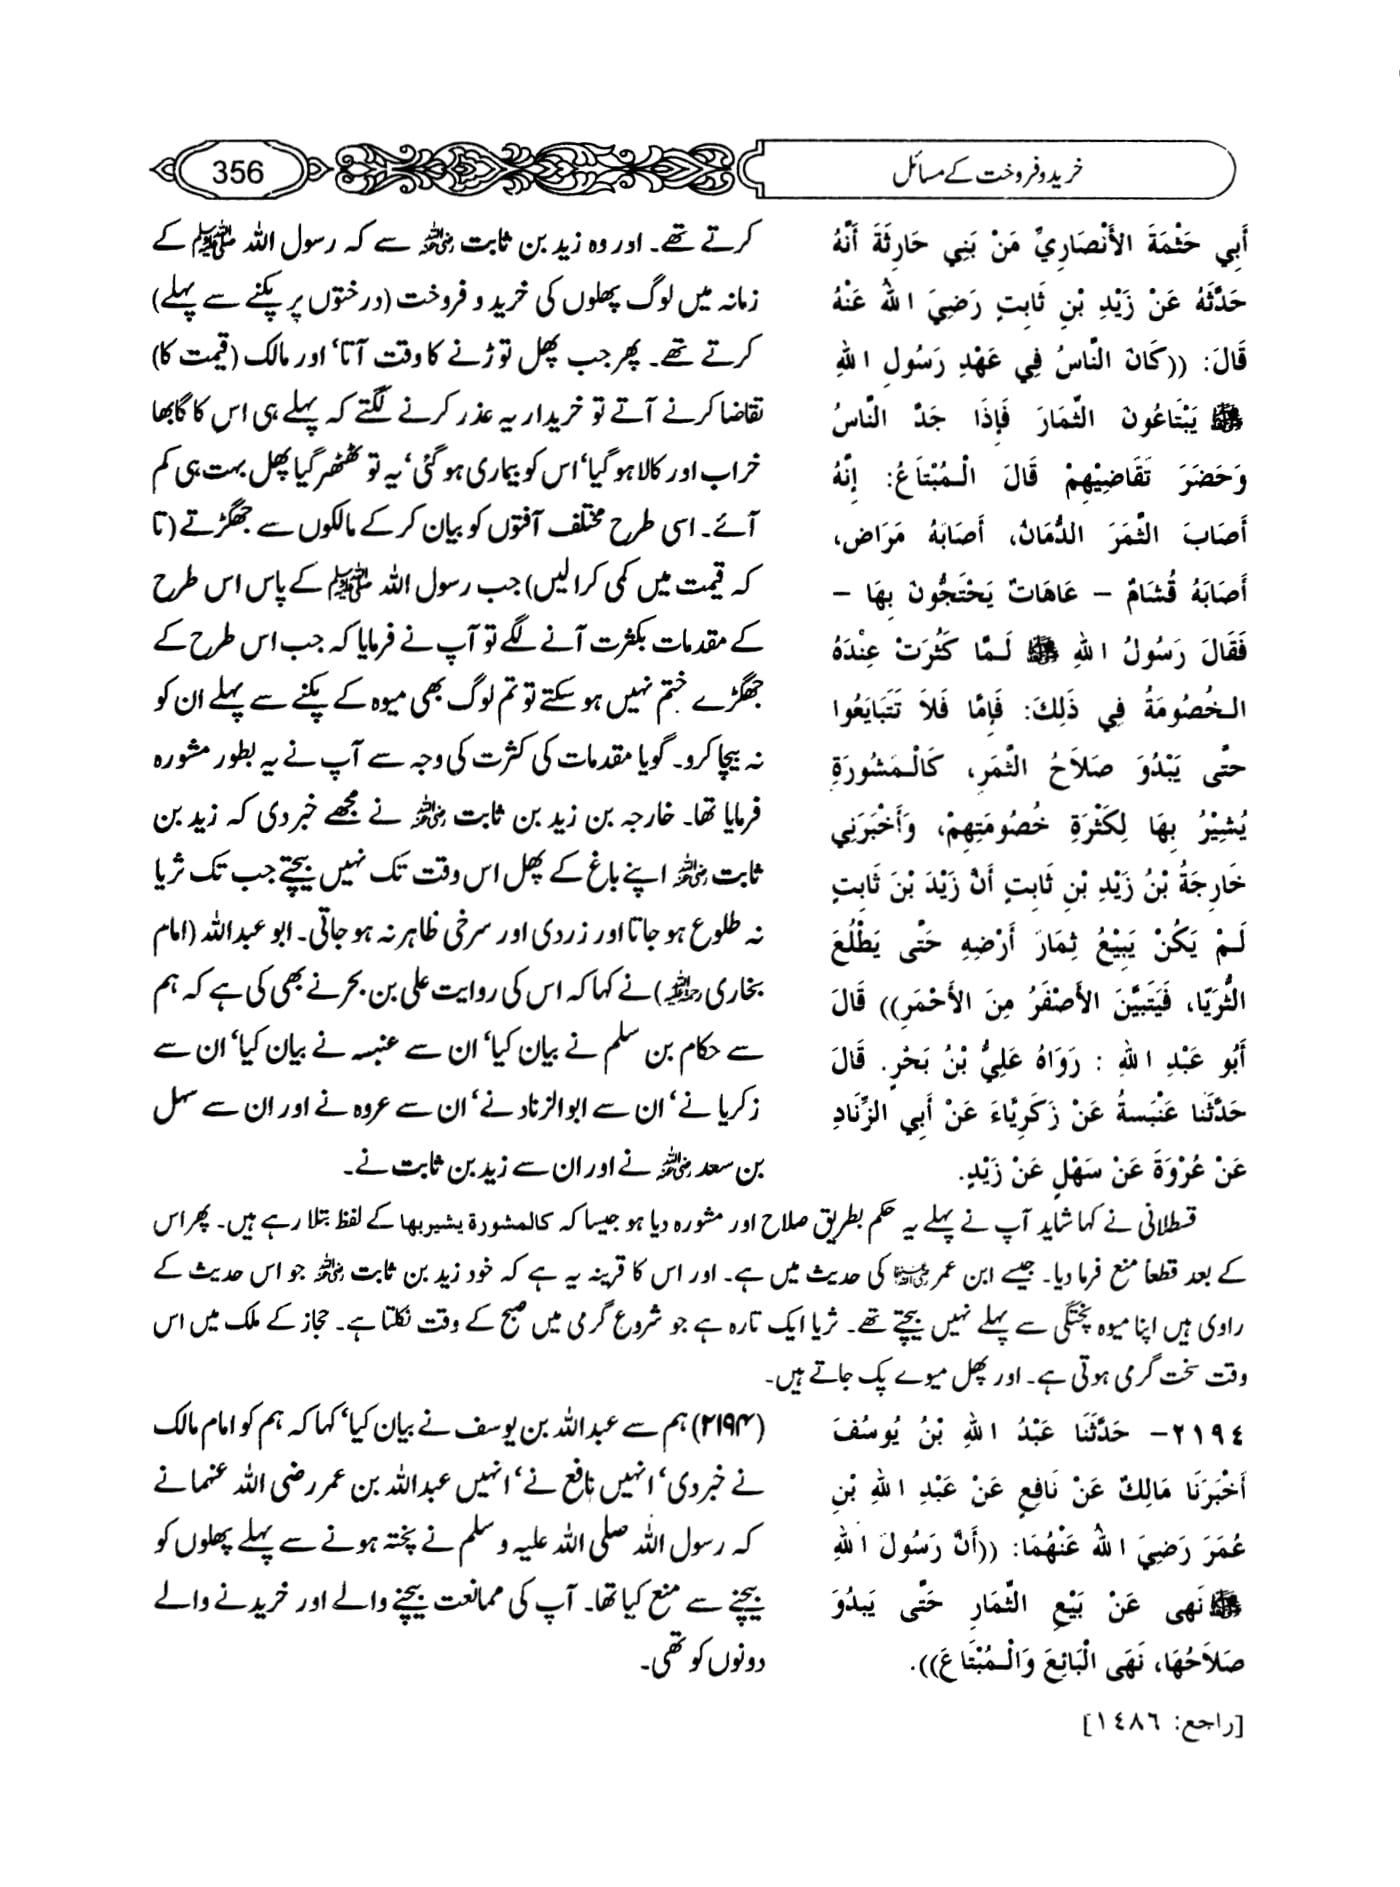 خرید و فروخت کے مسائل
356
أَبِي حَثْمَةَ الأَنْصَارِيِّ مَنْ بَنِي حَارِثَةَ أَنَّهُ
حَدَّثَهُ عَنْ زَيْدِ بْنِ ثَابِتٍ رَضِيَ اللهُ عَنْهُ
قَالَ: ((كَانَ النَّاسُ فِي عَهْدِ رَسُولِ اللهِ
ﷺ يَبْتَاعُونَ الثِّمَارَ فَإِذَا جَدَّ النَّاسُ
وَحَضَرَ تَقَاضِيْهِمْ قَالَ الْمُبْتَاعُ: إِنَّهُ
أَصَابَ الثَّمَرَ الدُّمَانُ، أَصَابَهُ مَرَاض،
أَصَابَهُ قُشَامٌ – عَاهَاتٌ يَحْتَجُّونَ بِهَا –
فَقَالَ رَسُولُ اللهِ ﷺ لَمَّا كَثُرَتْ عِنْدَهُ
الْخُصُومَةُ فِي ذَلِكَ: فَإِمَّا فَلاَ تَتَبَايَعُوا
حَتَّى يَبْدُوَ صَلاَحُ الثَّمَرِ، كَالْمَشُورَةِ
يُشِيْرُ بِهَا لِكَثْرَةِ خُصُومَتِهِمْ، وَأَخْبَرَنِي
خَارِجَةُ بْنُ زَيْدِ بْنِ ثَابِتٍ أَنَّ زَيْدَ بْنَ ثَابِتٍ
لَمْ يَكُنْ يَبِيْعُ ثِمَارَ أَرْضِهِ حَتَّى يَطْلُعَ
الثُّرَيَّا، فَيَتَبَيَّنَ الأَصْفَرُ مِنَ الأَحْمَرِ)) قَالَ
أَبُو عَبْدِ اللهِ : رَوَاهُ عَلِيُّ بْنُ بَحْرٍ. قَالَ
حَدَّثَنَا عَنْبَسةُ عَنْ زَكَرِيَّاءَ عَنْ أَبِي الزِّنَادِ
عَنْ عُرْوَةَ عَنْ سَهْلٍ عَنْ زَيْدٍ.
کرتے تھے۔ اور وہ زید بن ثابت رضی اللہ عنہ سے کہ رسول اللہ ﷺ کے
زمانہ میں لوگ پھلوں کی خرید و فروخت (درختوں پر پکنے سے پہلے)
کرتے تھے۔ پھر جب پھل توڑنے کا وقت آتا‘ اور مالک (قیمت کا)
تقاضا کرنے آتے تو خریدار یہ عذر کرنے لگتے کہ پہلے ہی اس کا گابھا
خراب اور کالا ہو گیا‘ اس کو بیماری ہو گئی‘ یہ تو ٹھٹھر گیا پھل بہت ہی کم
آئے۔ اسی طرح مختلف آفتوں کو بیان کر کے مالکوں سے جھگڑتے (تا
کہ قیمت میں کمی کرالیں) جب رسول اللہ ﷺ کے پاس اس طرح
کے مقدمات بکثرت آنے لگے تو آپ نے فرمایا کہ جب اس طرح کے
جھگڑے ختم نہیں ہو سکتے تو تم لوگ بھی میوہ کے پکنے سے پہلے ان کو
نہ بیچا کرو۔ گویا مقدمات کی کثرت کی وجہ سے آپ نے یہ بطور مشورہ
فرمایا تھا۔ خارجہ بن زید بن ثابت رضی اللہ عنہ نے مجھے خبر دی کہ زید بن
ثابت رضی اللہ عنہ اپنے باغ کے پھل اس وقت تک نہیں بیچتے جب تک ثریا
نہ طلوع ہو جاتا اور زردی اور سرخی ظاہر نہ ہو جاتی۔ ابو عبداللہ (امام
بخاری رحمۃ اللہ علیہ) نے کہا کہ اس کی روایت علی بن بحر نے بھی کی ہے کہ ہم
سے حکام بن سلم نے بیان کیا‘ ان سے عنبسہ نے بیان کیا‘ ان سے
زکریا نے‘ ان سے ابوالزناد نے‘ ان سے عروہ نے اور ان سے سہل
بن سعد رضی اللہ عنہ نے اور ان سے زید بن ثابت نے۔
قسطلانی نے کہا شاید آپ نے پہلے یہ حکم بطریق صلاح اور مشورہ دیا ہو جیسا کہ کالمشورۃ یشیر بها کے لفظ بتلا رہے ہیں۔ پھر اس
کے بعد قطعاً منع فرما دیا۔ جیسے ابن عمر رضی اللہ عنہما کی حدیث میں ہے۔ اور اس کا قرینہ یہ ہے کہ خود زید بن ثابت رضی اللہ عنہ جو اس حدیث کے
راوی ہیں اپنا میوہ پختگی سے پہلے نہیں بیچتے تھے۔ ثریا ایک تارہ ہے جو شروع گرمی میں صبح کے وقت نکلتا ہے۔ حجاز کے ملک میں اس
وقت سخت گرمی ہوتی ہے۔ اور پھل میوے پک جاتے ہیں۔
٢١٩٤– حَدَّثَنَا عَبْدُ اللهِ بْنُ يُوسُفَ
أَخْبَرَنَا مَالِكٌ عَنْ نَافِعٍ عَنْ عَبْدِ اللهِ بْنِ
عُمَرَ رَضِيَ اللهُ عَنْهُمَا: ((أَنَّ رَسُولَ اللهِ
ﷺ نَهى عَنْ بَيْعِ الثِّمَارِ حَتَّى يَبدُوَ
صَلاَحُهَا، نَهَى الْبَائِعَ وَالْمُبْتَاعَ)).
[راجع: ١٤٨٦]
(۲۱۹۴) ہم سے عبداللہ بن یوسف نے بیان کیا‘ کہا کہ ہم کو امام مالک
نے خبر دی‘ انہیں نافع نے‘ انہیں عبداللہ بن عمر رضی اللہ عنہما نے
کہ رسول اللہ صلی اللہ علیہ و سلم نے پختہ ہونے سے پہلے پھلوں کو
بیچنے سے منع کیا تھا۔ آپ کی ممانعت بیچنے والے اور خریدنے والے
دونوں کو تھی۔